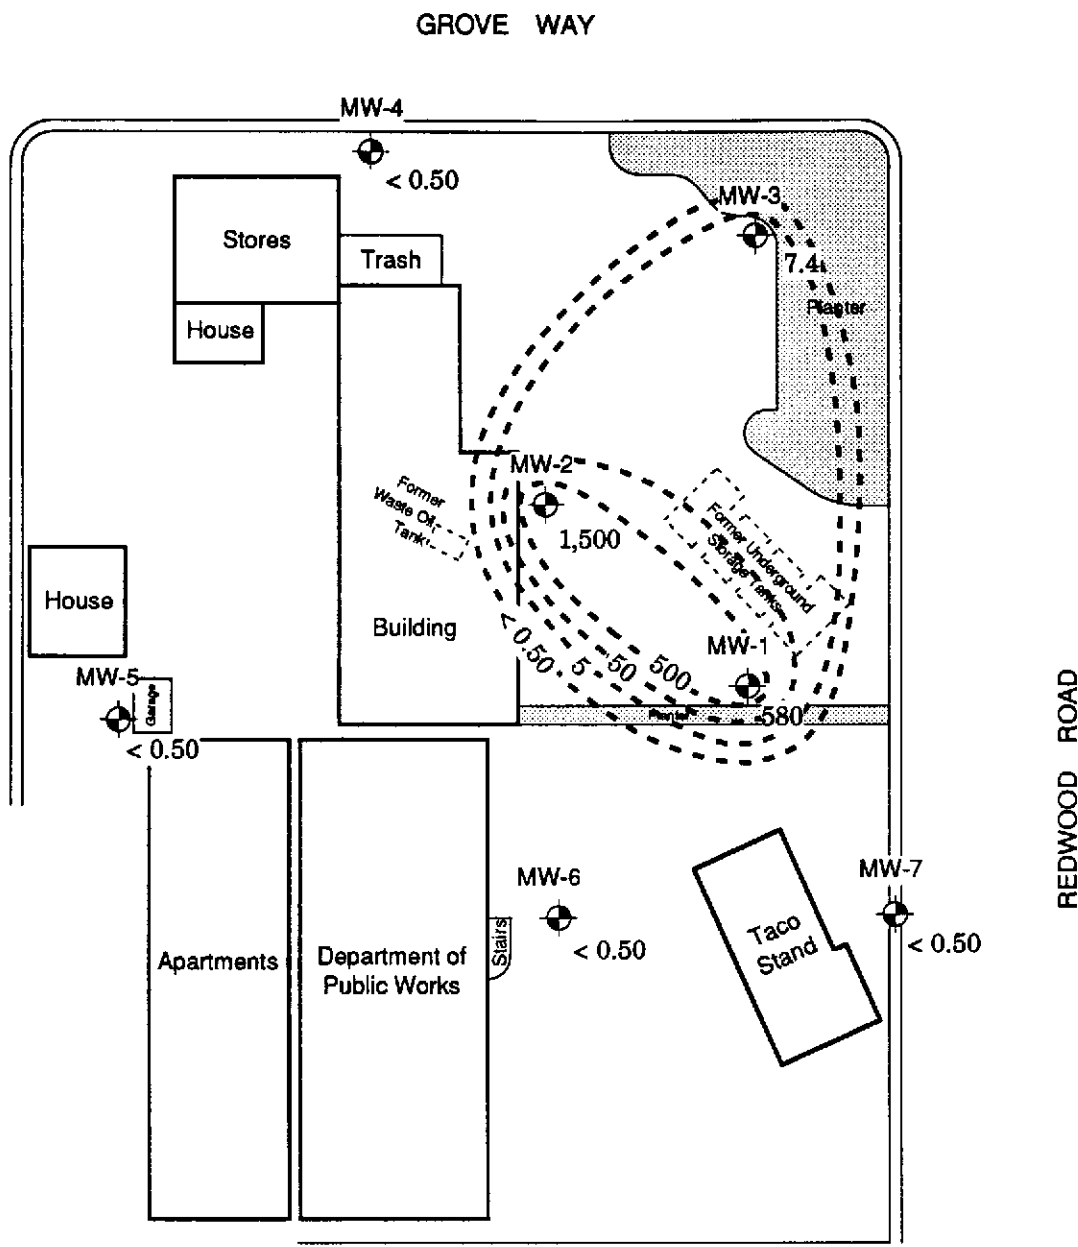 GROVE WAY
MW-4
< 0.50
MW-3
7.4
Stores
Trash
House
Planter
MW-2
1,500
Former
Waste Oil
Tank
Former Underground
Storage Tanks
House
Building
< 0.50
5
50
500
MW-1
580
Planter
MW-5
Garage
< 0.50
REDWOOD ROAD
MW-6
< 0.50
MW-7
< 0.50
Stairs
Taco
Stand
Apartments
Department of
Public Works